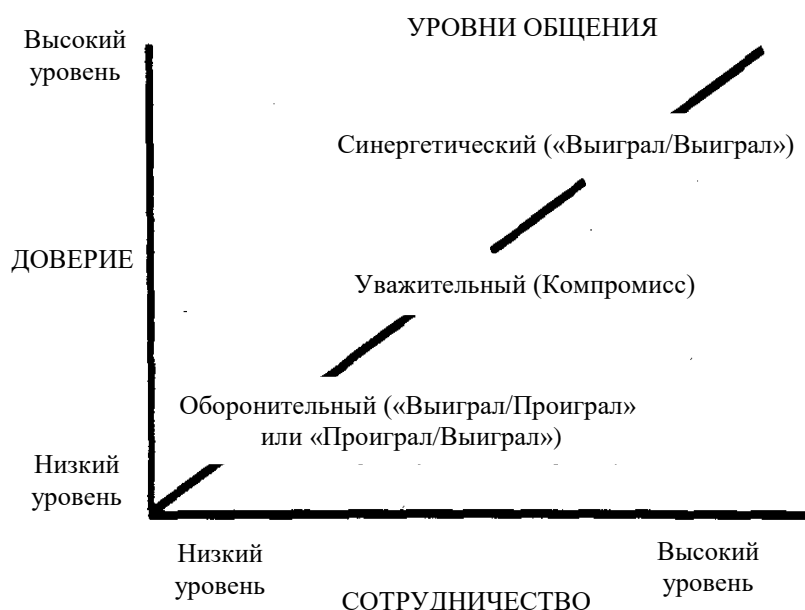 УРОВНИ ОБЩЕНИЯ
Высокий
уровень
Синергетический («Выиграл/Выиграл»)
ДОВЕРИЕ
Уважительный (Компромисс)
Оборонительный («Выиграл/Проиграл»
или «Проиграл/Выиграл»)
Низкий
уровень
Низкий
уровень
Высокий
уровень
СОТРУДНИЧЕСТВО